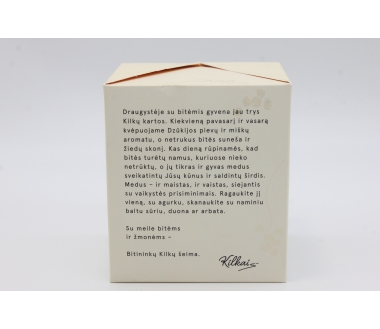 Draugystėje su bitėmis gyvena jau trys
Kilkų kartos. Kiekvieną pavasarį ir vasarą
kvėpuojame Dzūkijos pievų ir miškų
aromatu, o netrukus bitės suneša ir
žiedų skonį. Kas dieną rūpinamės, kad
bitės turėtų namus, kuriuose nieko
netrūktų, o jų tikras ir gyvas medus
sveikatintų Jūsų kūnus ir saldintų širdis.
Medus – ir maistas, ir vaistas, siejantis
su vaikystės prisiminimais. Ragaukite jį
vieną, su agurku, skanaukite su naminiu
baltu sūriu, duona ar arbata.
Su meile bitėms
ir žmonėms –
Bitininkų Kilkų šeima.
Kilkai